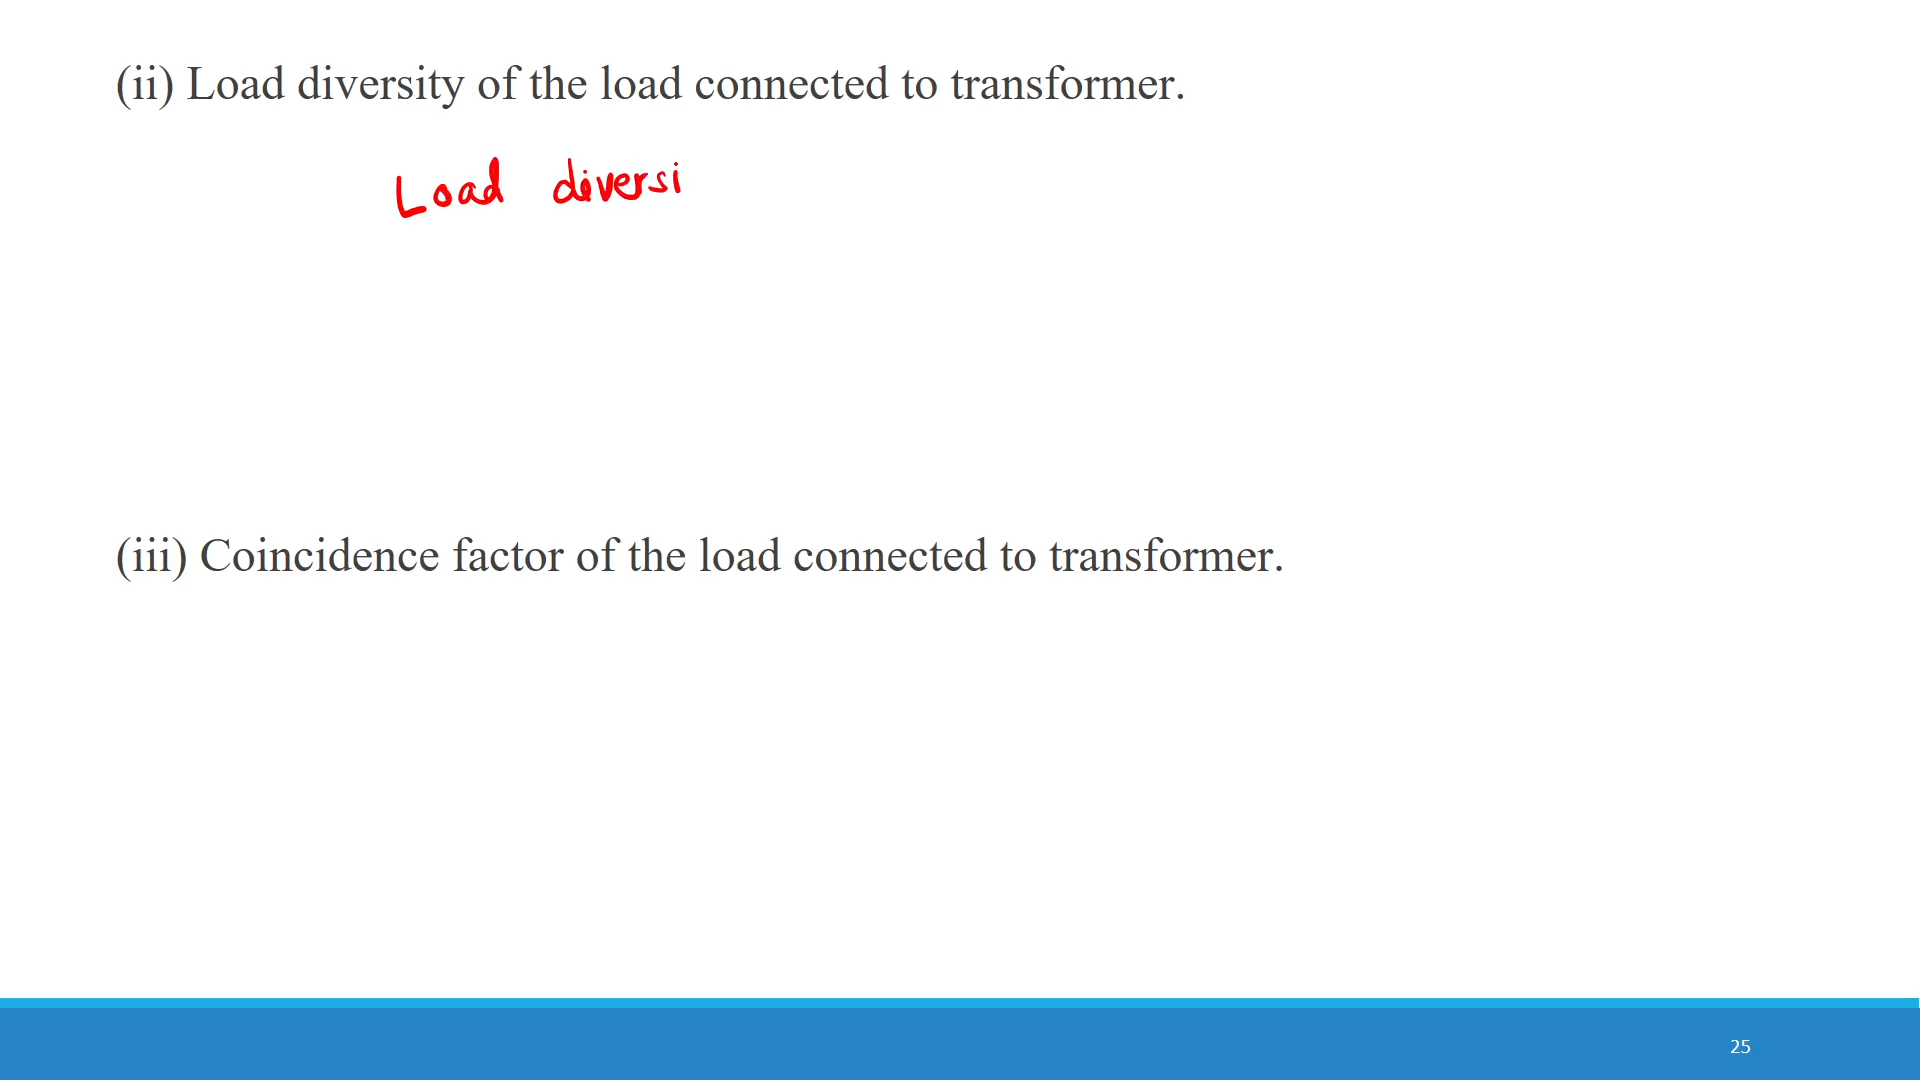 (ii) Load diversity of the load connected to transformer.
Load diversi
(iii) Coincidence factor of the load connected to transformer.
25